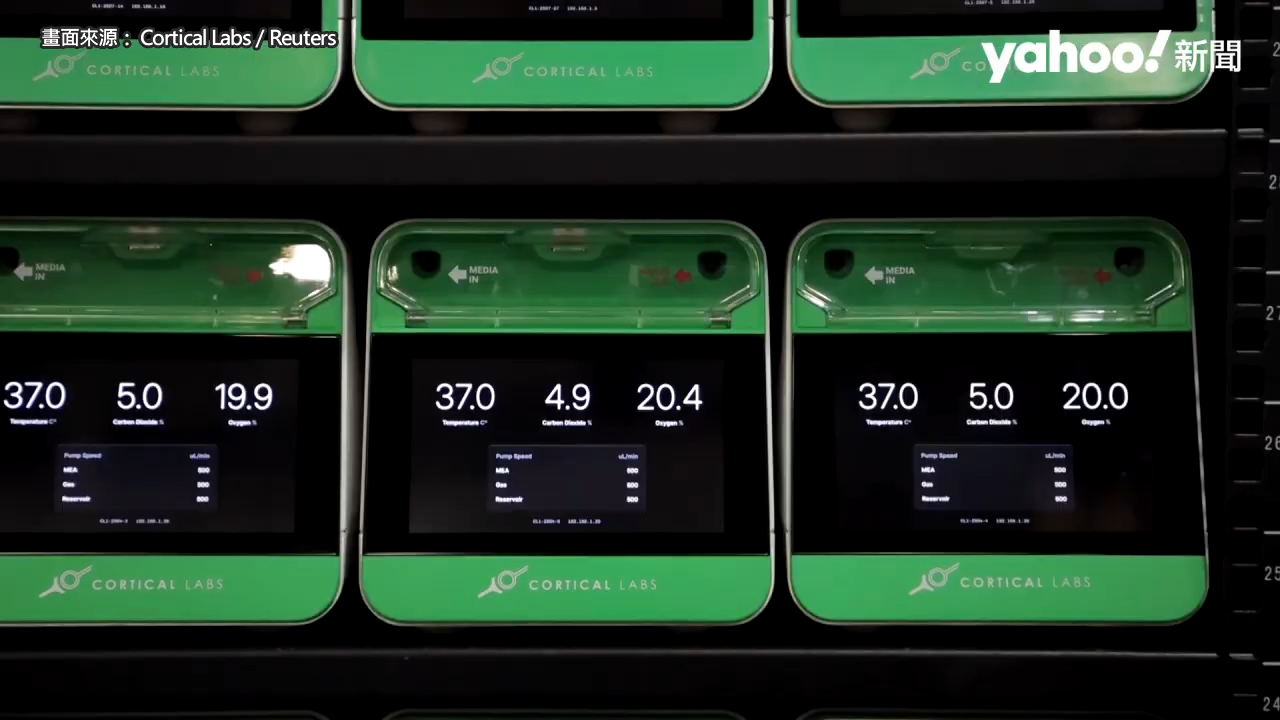 畫面來源： Cortical Labs / Reuters
yahoo!新聞
CORTICAL LABS
CORTICAL LABS
MEDIA IN
MEDIA IN
MEDIA IN
37.0 5.0 19.9
Temperature C° Carbon Dioxide % Oxygen %
Pump Speed uL/min
MEA 500
Gas 500
Reservoir 500
37.0 4.9 20.4
Temperature C° Carbon Dioxide % Oxygen %
Pump Speed uL/min
MEA 500
Gas 500
Reservoir 500
37.0 5.0 20.0
Temperature C° Carbon Dioxide % Oxygen %
Pump Speed uL/min
MEA 500
Gas 500
Reservoir 500
CORTICAL LABS
CORTICAL LABS
CORTICAL LABS